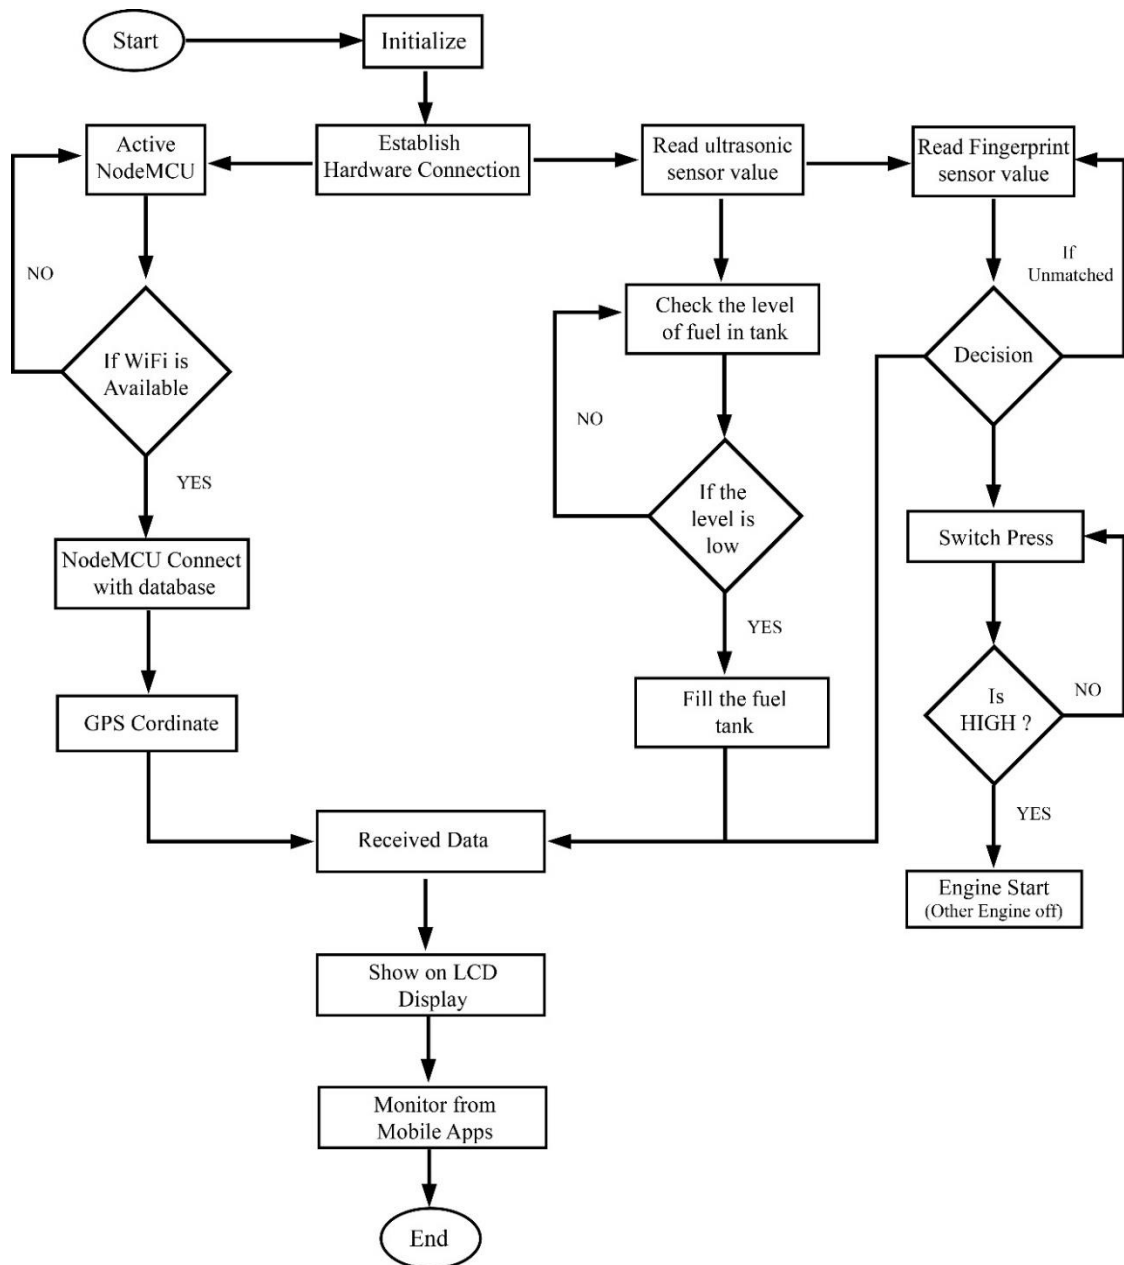 Start
Initialize
Active
NodeMCU
Establish
Hardware Connection
Read ultrasonic
sensor value
Read Fingerprint
sensor value
NO
If
Unmatched
If WiFi is
Available
Check the level
of fuel in tank
Decision
NO
YES
If the
level is
low
Switch Press
NodeMCU Connect
with database
YES
Is
HIGH ?
NO
GPS Cordinate
Fill the fuel
tank
YES
Received Data
Engine Start
(Other Engine off)
Show on LCD
Display
Monitor from
Mobile Apps
End